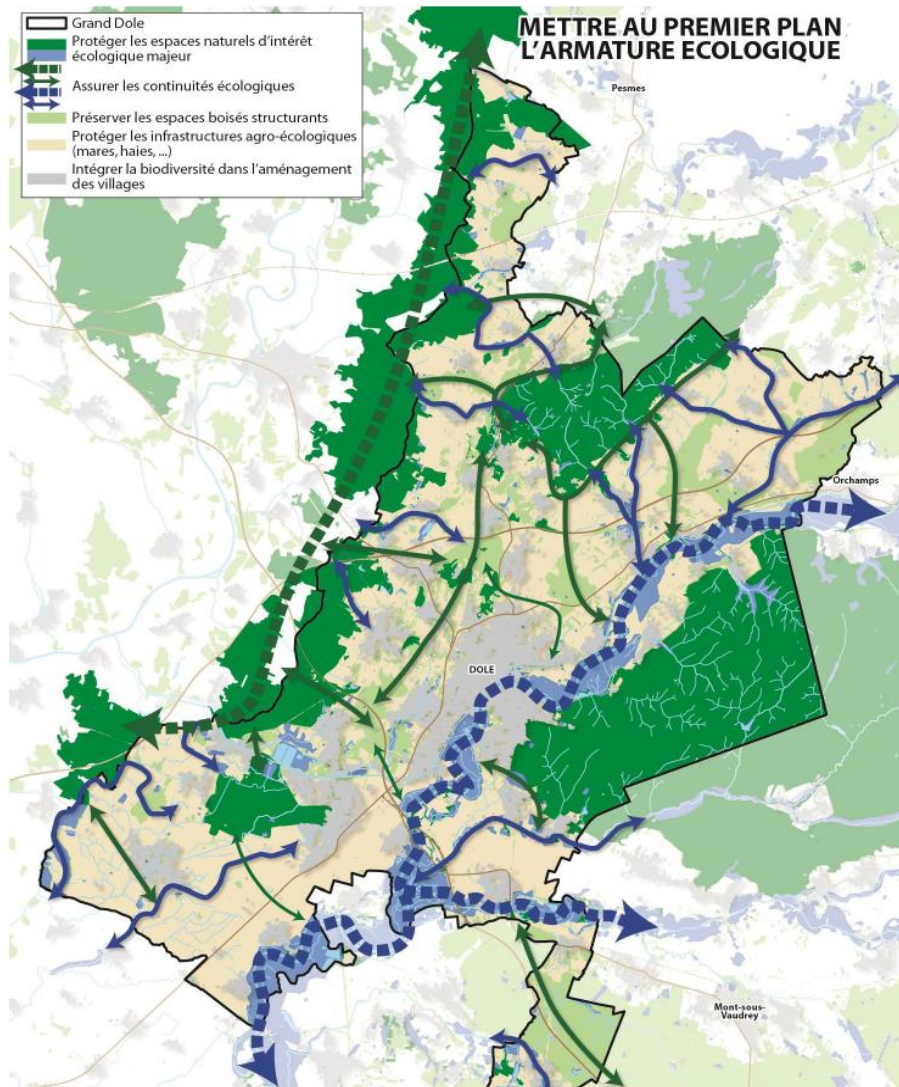 METTRE AU PREMIER PLAN
L'ARMATURE ECOLOGIQUE
Grand Dole
Protéger les espaces naturels d'intérêt
écologique majeur
Assurer les continuités écologiques
Préserver les espaces boisés structurants
Protéger les infrastructures agro-écologiques
(mares, haies, ...)
Intégrer la biodiversité dans l'aménagement
des villages
Pesmes
Orchamps
DOLE
Mont-sous-
Vaudrey